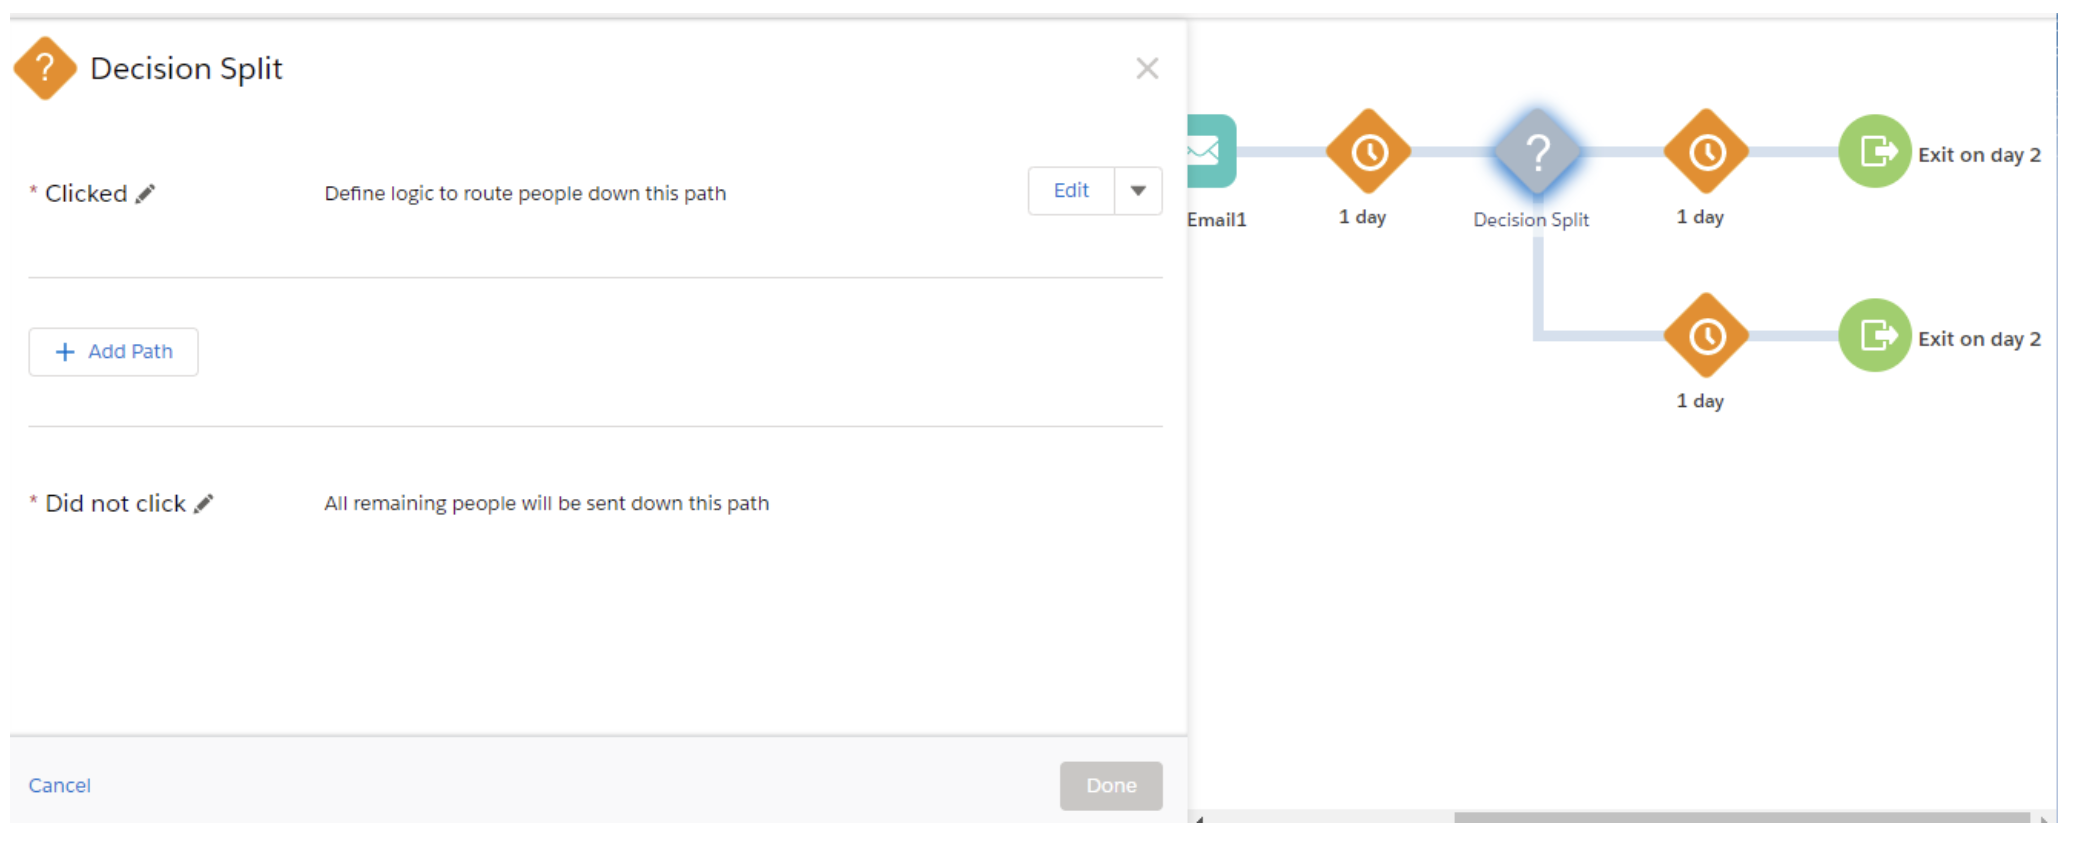 Decision Split
* Clicked
Define logic to route people down this path
Edit
+ Add Path
* Did not click
All remaining people will be sent down this path
Cancel
Done
Email1
1 day
Decision Split
1 day
Exit on day 2
1 day
Exit on day 2